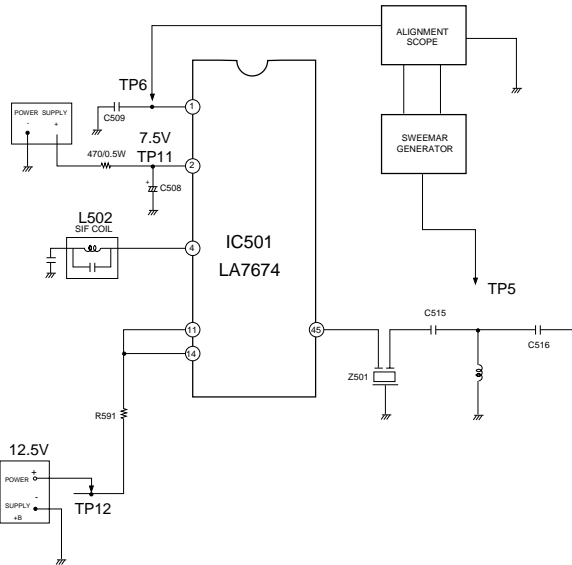 ALIGNMENT
SCOPE
TP6
1
C509
POWER SUPPLY
- +
7.5V
470/0.5W
TP11
2
+
C508
SWEEMAR
GENERATOR
L502
SIF COIL
4
IC501
LA7674
TP5
11
45
C515
C516
14
Z501
R591
12.5V
POWER +
-
SUPPLY
+B
TP12